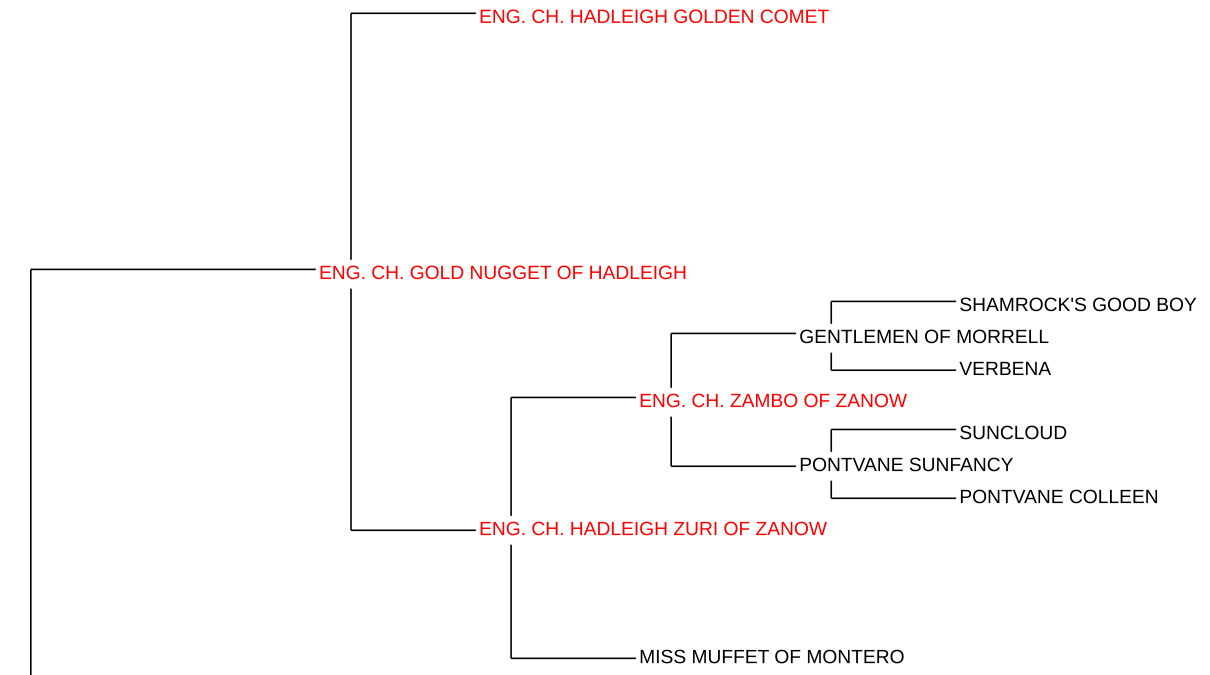 ENG. CH. HADLEIGH GOLDEN COMET
ENG. CH. GOLD NUGGET OF HADLEIGH
SHAMROCK'S GOOD BOY
GENTLEMEN OF MORRELL
VERBENA
ENG. CH. ZAMBO OF ZANOW
SUNCLOUD
PONTVANE SUNFANCY
PONTVANE COLLEEN
ENG. CH. HADLEIGH ZURI OF ZANOW
MISS MUFFET OF MONTERO